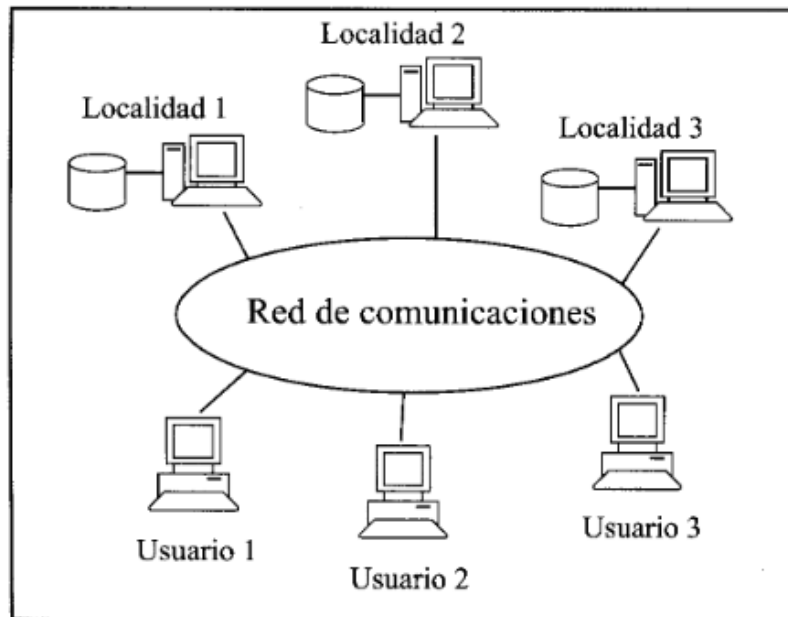 Localidad 2
Localidad 1
Localidad 3
Red de comunicaciones
Usuario 1
Usuario 2
Usuario 3